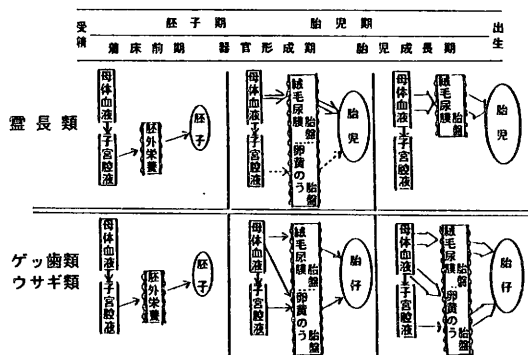 受精 胚子期 胎児期 出生
着床前期 器官形成期 胎児成長期
霊長類
母体血液 子宮腔液 胚外栄養 胚子
母体血液 子宮腔液 絨毛尿膜胎盤 卵黄のう胎盤 胎児
母体血液 子宮腔液 絨毛尿膜胎盤 胎児
ゲッ歯類
ウサギ類
母体血液 子宮腔液 胚外栄養 胚子
母体血液 子宮腔液 絨毛尿膜胎盤 卵黄のう胎盤 胎仔
母体血液 子宮腔液 絨毛尿膜胎盤 卵黄のう胎盤 胎仔